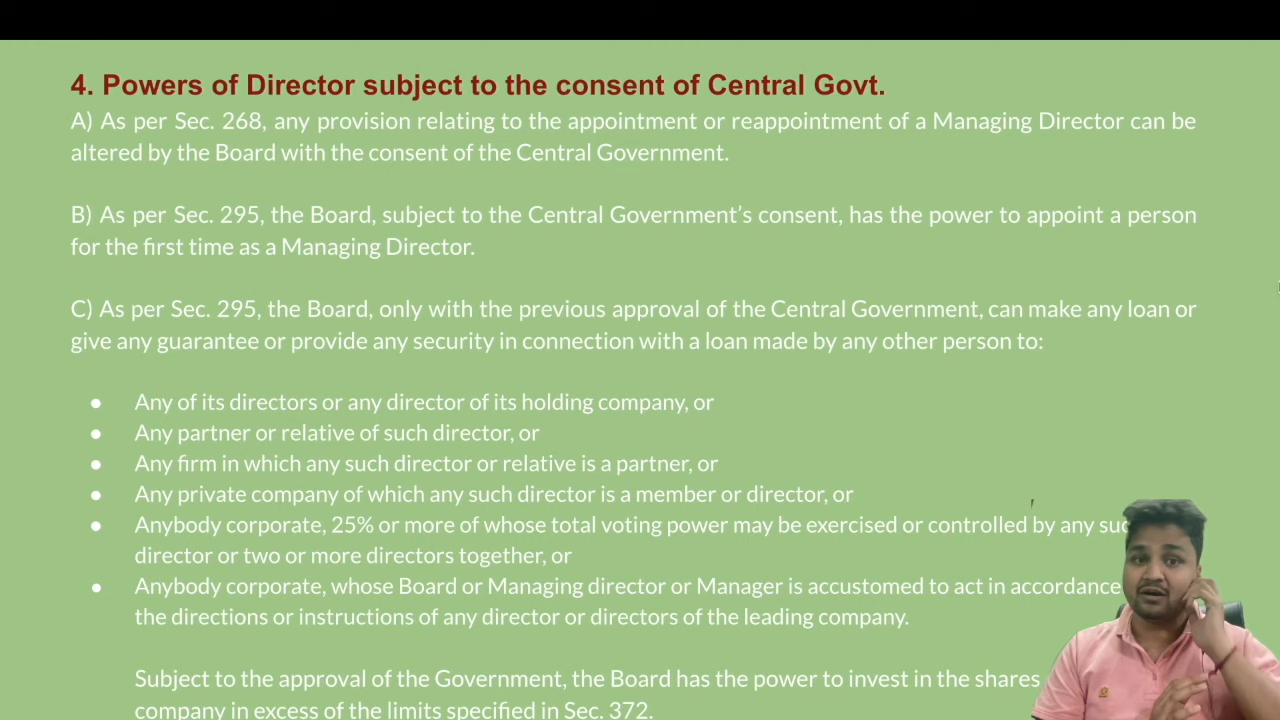 4. Powers of Director subject to the consent of Central Govt.
A) As per Sec. 268, any provision relating to the appointment or reappointment of a Managing Director can be
altered by the Board with the consent of the Central Government.
B) As per Sec. 295, the Board, subject to the Central Government’s consent, has the power to appoint a person
for the first time as a Managing Director.
C) As per Sec. 295, the Board, only with the previous approval of the Central Government, can make any loan or
give any guarantee or provide any security in connection with a loan made by any other person to:
● Any of its directors or any director of its holding company, or
● Any partner or relative of such director, or
● Any firm in which any such director or relative is a partner, or
● Any private company of which any such director is a member or director, or
● Anybody corporate, 25% or more of whose total voting power may be exercised or controlled by any
director or two or more directors together, or
● Anybody corporate, whose Board or Managing director or Manager is accustomed to act in accordance
the directions or instructions of any director or directors of the leading company.
Subject to the approval of the Government, the Board has the power to invest in the shares
company in excess of the limits specified in Sec. 372.